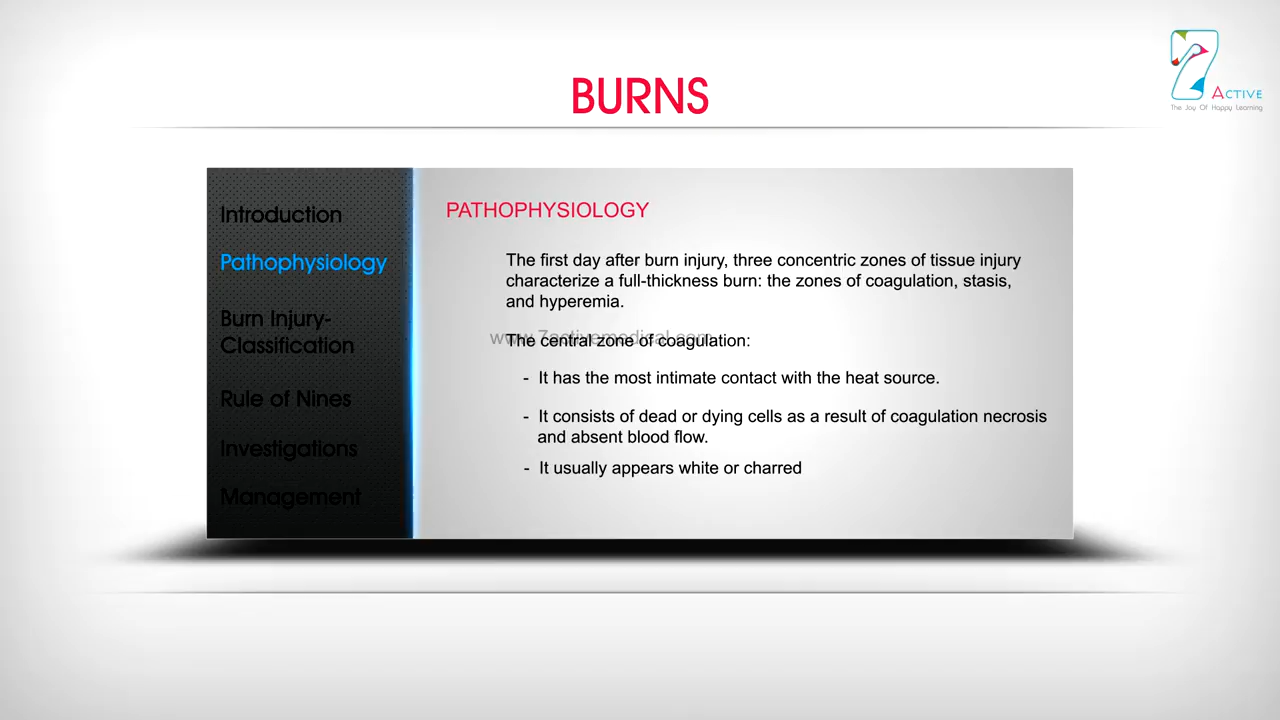 7 ACTIVE
The Joy Of Happy Learning
BURNS
Introduction
Pathophysiology
Burn Injury-
Classification
Rule of Nines
Investigations
Management
PATHOPHYSIOLOGY
The first day after burn injury, three concentric zones of tissue injury
characterize a full-thickness burn: the zones of coagulation, stasis,
and hyperemia.
www.7activemedical.com
The central zone of coagulation:
- It has the most intimate contact with the heat source.
- It consists of dead or dying cells as a result of coagulation necrosis
and absent blood flow.
- It usually appears white or charred